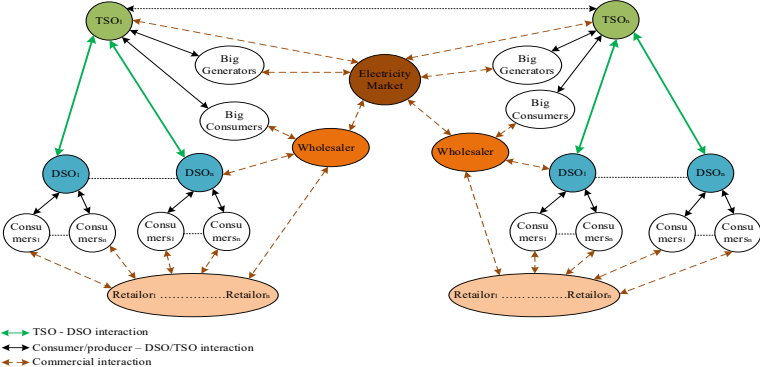 TSO₁
TSOₙ
Big
Generators
Big
Generators
Electricity
Market
Big
Consumers
Big
Consumers
Wholesaler
Wholesaler
DSO₁
DSOₙ
DSO₁
DSOₙ
Consu
mers₁
Consu
mersₙ
Consu
mers₁
Consu
mersₙ
Consu
mers₁
Consu
mersₙ
Consu
mers₁
Consu
mersₙ
Retailor₁ ................Retailorₙ
Retailor₁ ................Retailorₙ
TSO - DSO interaction
Consumer/producer – DSO/TSO interaction
Commercial interaction